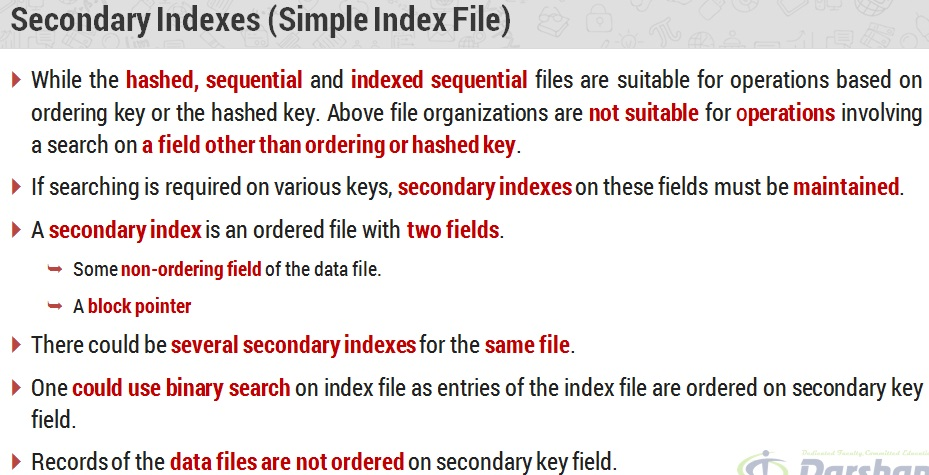 Secondary Indexes (Simple Index File)
While the hashed, sequential and indexed sequential files are suitable for operations based on
ordering key or the hashed key. Above file organizations are not suitable for operations involving
a search on a field other than ordering or hashed key.
If searching is required on various keys, secondary indexes on these fields must be maintained.
A secondary index is an ordered file with two fields.
Some non-ordering field of the data file.
A block pointer
There could be several secondary indexes for the same file.
One could use binary search on index file as entries of the index file are ordered on secondary key
field.
Records of the data files are not ordered on secondary key field.
Dedicated Faculty Committed Educati
Darshan